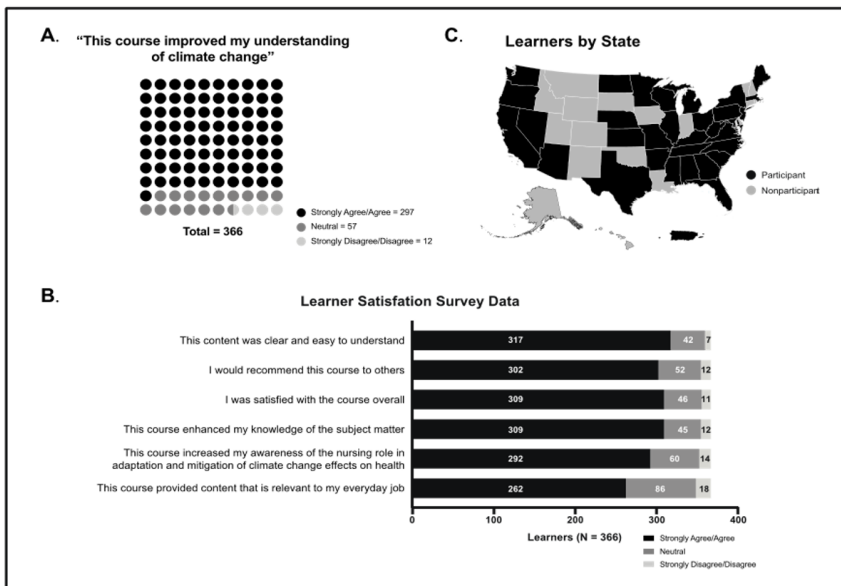 A.
"This course improved my understanding
of climate change"
Strongly Agree/Agree = 297
Neutral = 57
Strongly Disagree/Disagree = 12
Total = 366
C.
Learners by State
Participant
Nonparticipant
B.
Learner Satisfation Survey Data
This content was clear and easy to understand
317 42 7
I would recommend this course to others
302 52 12
I was satisfied with the course overall
309 46 11
This course enhanced my knowledge of the subject matter
309 45 12
This course increased my awareness of the nursing role in
adaptation and mitigation of climate change effects on health
292 60 14
This course provided content that is relevant to my everyday job
262 86 18
0 100 200 300 400
Learners (N = 366)
Strongly Agree/Agree
Neutral
Strongly Disagree/Disagree